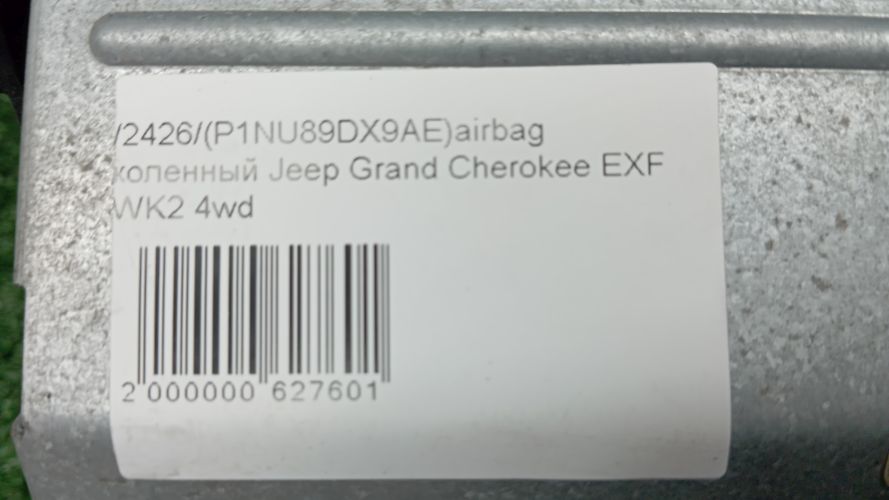 /2426/(P1NU89DX9AE)airbag
коленный Jeep Grand Cherokee EXF
WK2 4wd
2 000000 627601